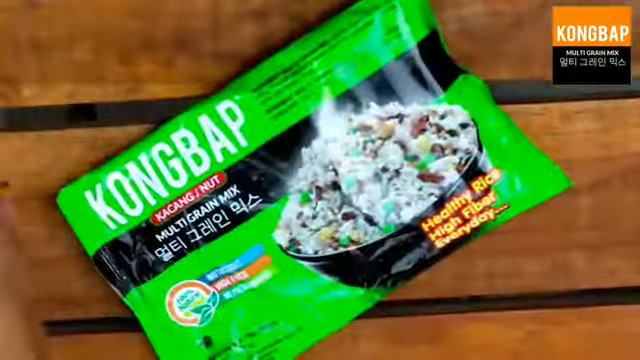 KONGBAP
MULTI GRAIN MIX
멀티 그레인 믹스
KONGBAP
KACANG / NUT
MULTI GRAIN MIX
멀티 그레인 믹스
Healthy Rice
High Fiber
Everyday...